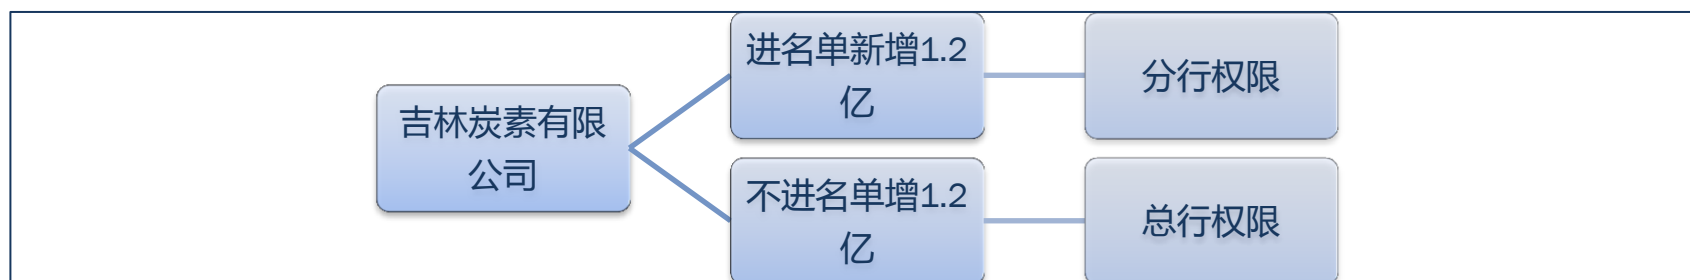 吉林炭素有限
公司
进名单新增1.2
亿
分行权限
不进名单增1.2
亿
总行权限